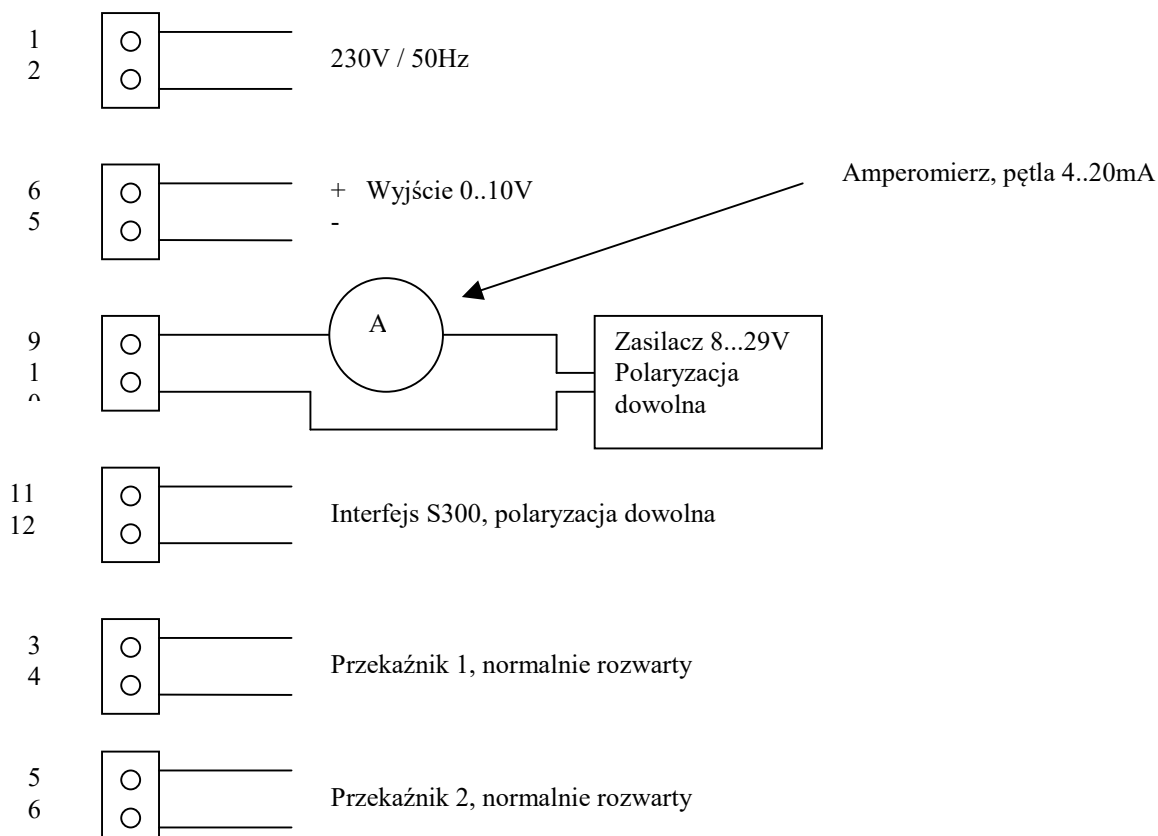 1
2
230V / 50Hz
6
5
+ Wyjście 0..10V
-
Amperomierz, pętla 4..20mA
9
1
A
Zasilacz 8...29V
Polaryzacja
dowolna
11
12
Interfejs S300, polaryzacja dowolna
3
4
Przekaźnik 1, normalnie rozwarty
5
6
Przekaźnik 2, normalnie rozwarty